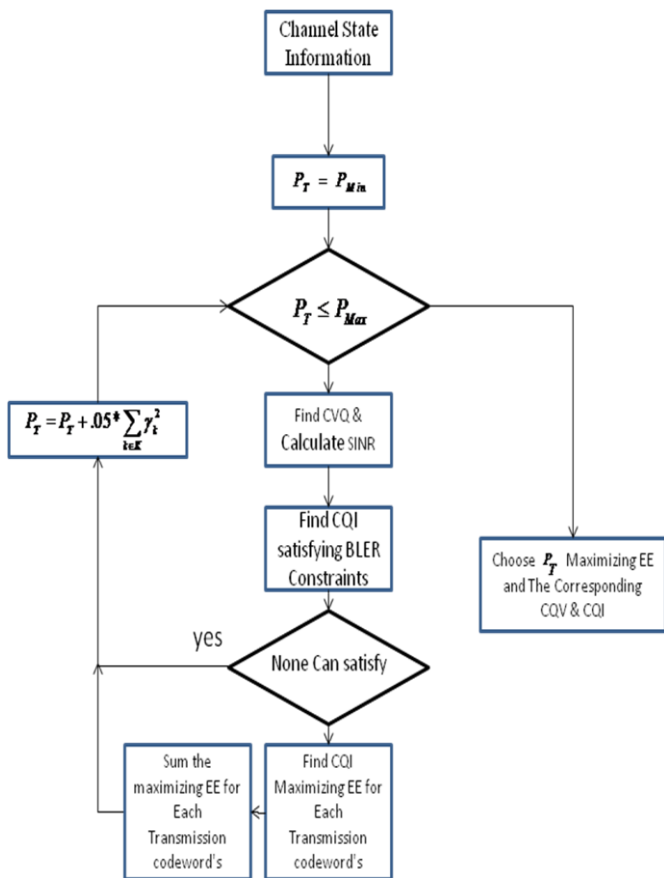 Channel State
Information
P_T = P_Min
P_T ≤ P_Max
P_T = P_T + .05* ∑_{k∈K} γ_k^2
Find CVQ &
Calculate SINR
Find CQI
satisfying BLER
Constraints
Choose P_T Maximizing EE
and The Corresponding
CQV & CQI
yes
None Can satisfy
Sum the
maximizing EE for
Each
Transmission
codeword's
Find CQI
Maximizing EE for
Each
Transmission
codeword's